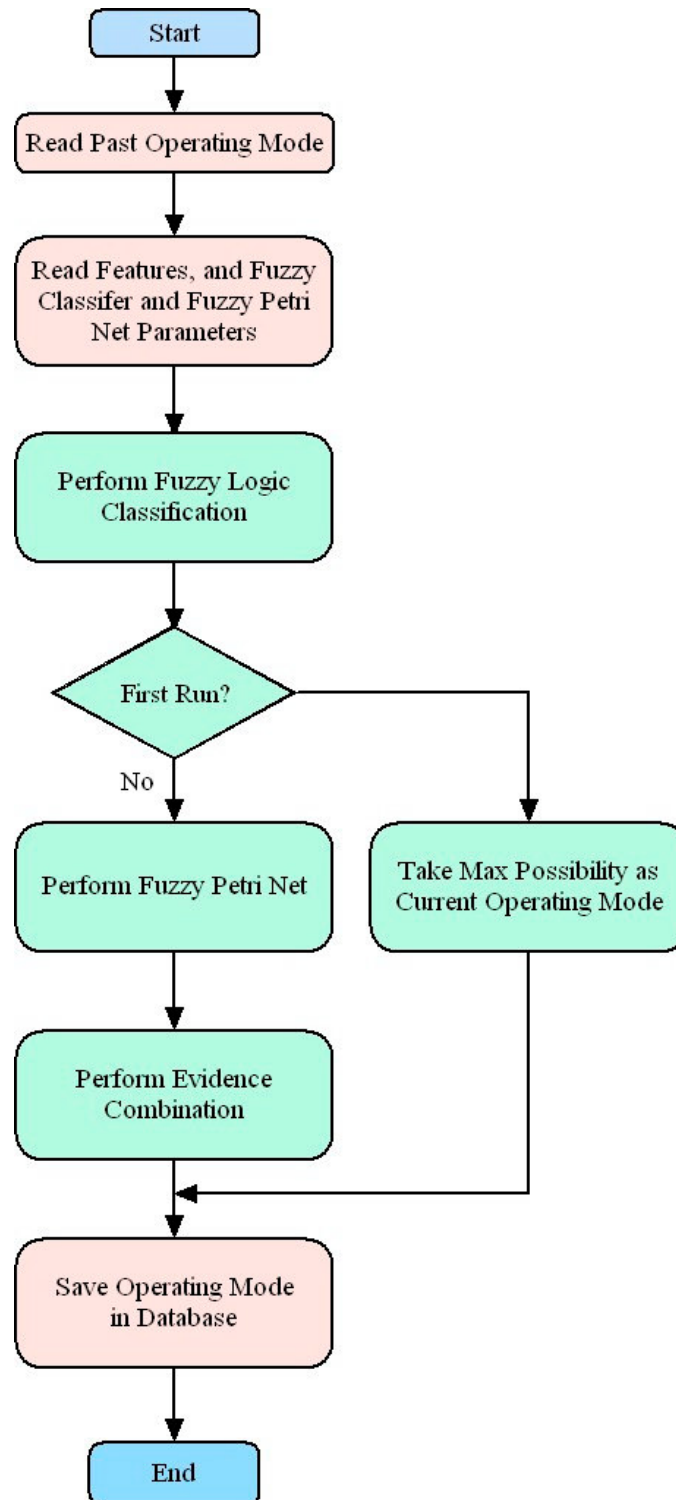 Start
Read Past Operating Mode
Read Features, and Fuzzy
Classifer and Fuzzy Petri
Net Parameters
Perform Fuzzy Logic
Classification
First Run?
No
Perform Fuzzy Petri Net
Take Max Possibility as
Current Operating Mode
Perform Evidence
Combination
Save Operating Mode
in Database
End